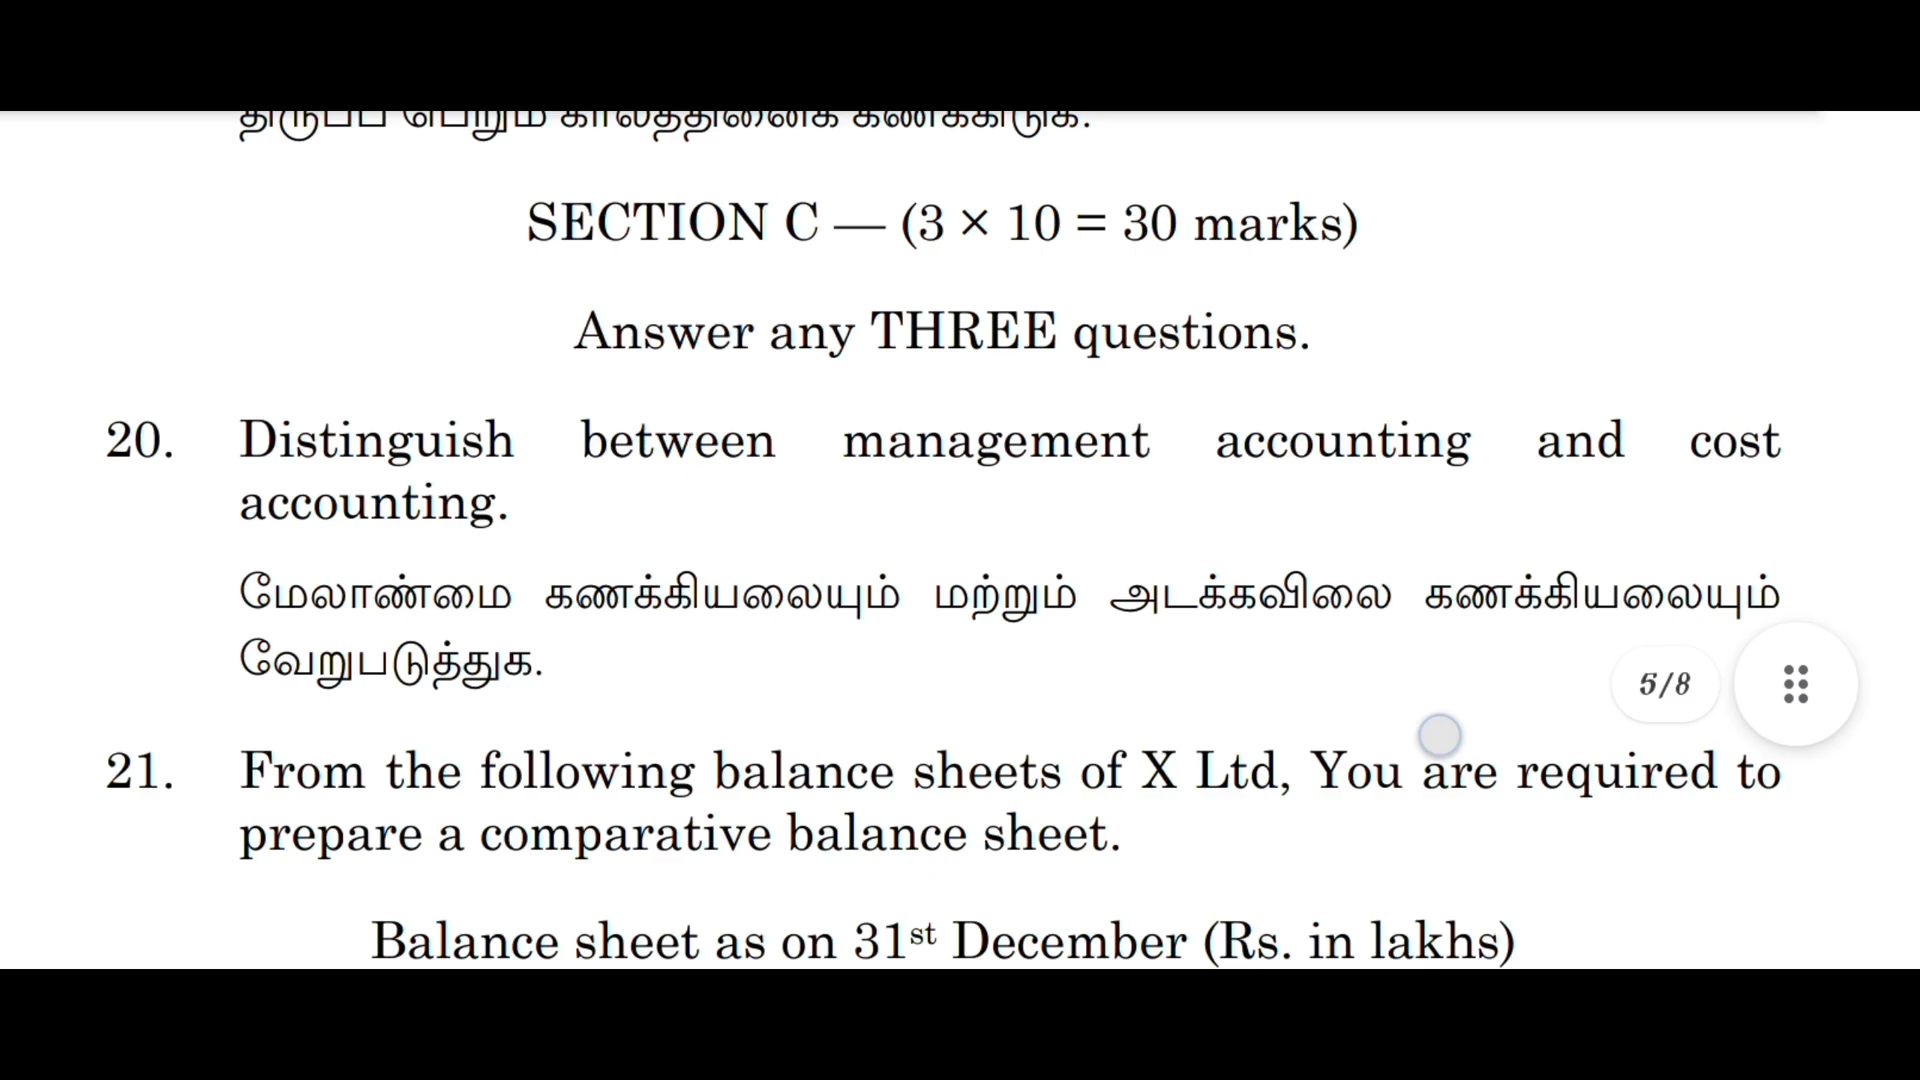 திருப்ப பெறும் காலத்தினைக் கணக்கிடுக.
SECTION C — (3 × 10 = 30 marks)
Answer any THREE questions.
20. Distinguish between management accounting and cost
accounting.
மேலாண்மை கணக்கியலையும் மற்றும் அடக்கவிலை கணக்கியலையும்
வேறுபடுத்துக.
5/8
21. From the following balance sheets of X Ltd, You are required to
prepare a comparative balance sheet.
Balance sheet as on 31st December (Rs. in lakhs)